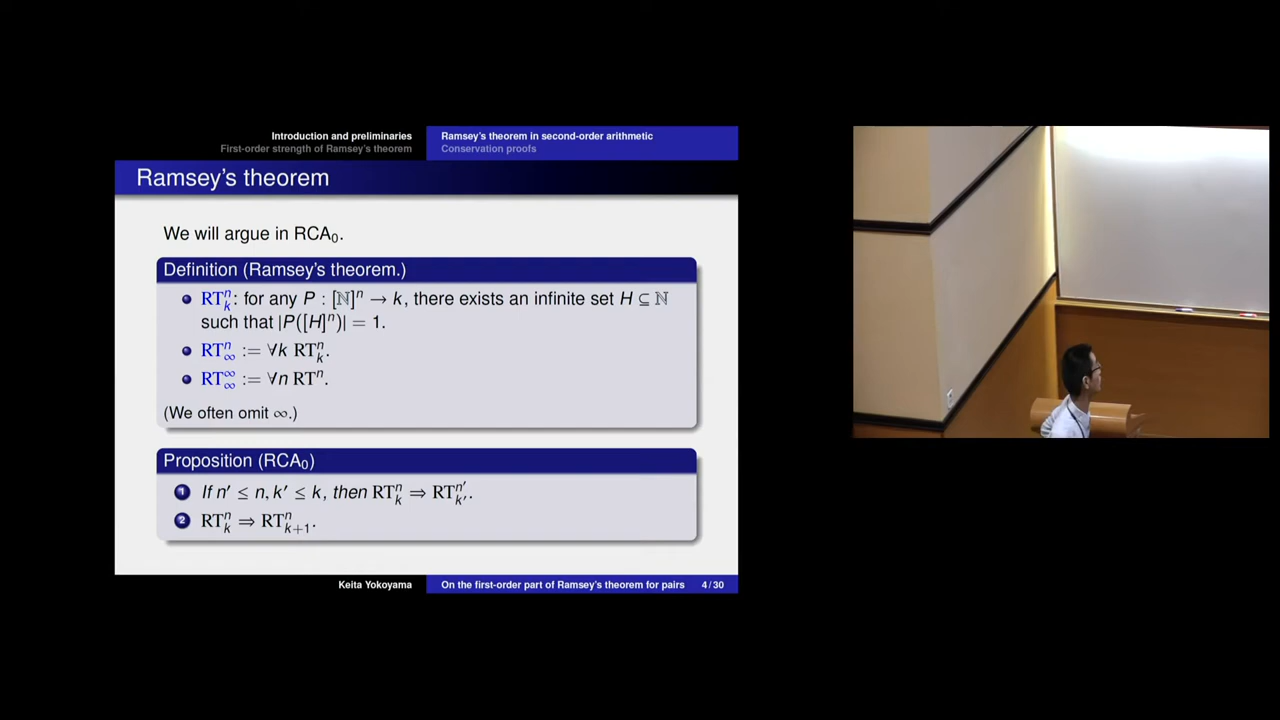 Introduction and preliminaries
First-order strength of Ramsey's theorem
Ramsey's theorem in second-order arithmetic
Conservation proofs
Ramsey's theorem
We will argue in RCA₀.
Definition (Ramsey's theorem.)
RTⁿₖ: for any P : [ℕ]ⁿ → k, there exists an infinite set H ⊆ ℕ
such that |P([H]ⁿ)| = 1.
RTⁿ_∞ := ∀k RTⁿₖ.
RT^∞_∞ := ∀n RTⁿ.
(We often omit ∞.)
Proposition (RCA₀)
1 If n′ ≤ n, k′ ≤ k, then RTⁿₖ ⇒ RT^{n′}_{k′}.
2 RTⁿₖ ⇒ RTⁿ_{k+1}.
Keita Yokoyama
On the first-order part of Ramsey's theorem for pairs 4/30